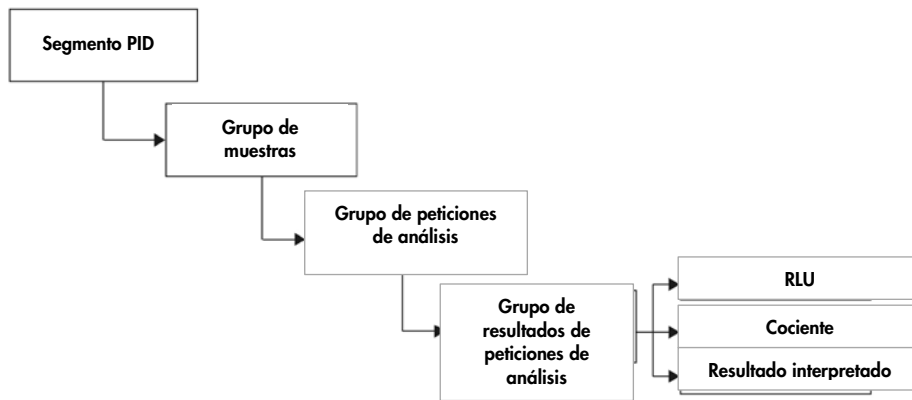 Segmento PID
Grupo de
muestras
Grupo de peticiones
de análisis
Grupo de
resultados de
peticiones de
análisis
RLU
Cociente
Resultado interpretado